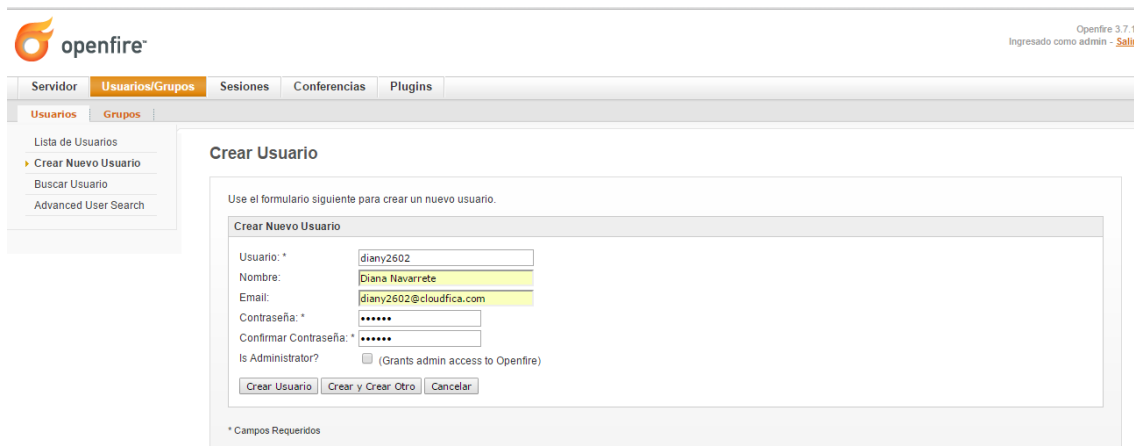 openfire™
Openfire 3.7.1
Ingresado como admin - Salir
Servidor Usuarios/Grupos Sesiones Conferencias Plugins
Usuarios Grupos
Lista de Usuarios
Crear Nuevo Usuario
Buscar Usuario
Advanced User Search
Crear Usuario
Use el formulario siguiente para crear un nuevo usuario.
Crear Nuevo Usuario
Usuario: * diany2602
Nombre: Diana Navarrete
Email: diany2602@cloudfica.com
Contraseña: * ••••••
Confirmar Contraseña: * ••••••
Is Administrator? (Grants admin access to Openfire)
Crear Usuario Crear y Crear Otro Cancelar
* Campos Requeridos